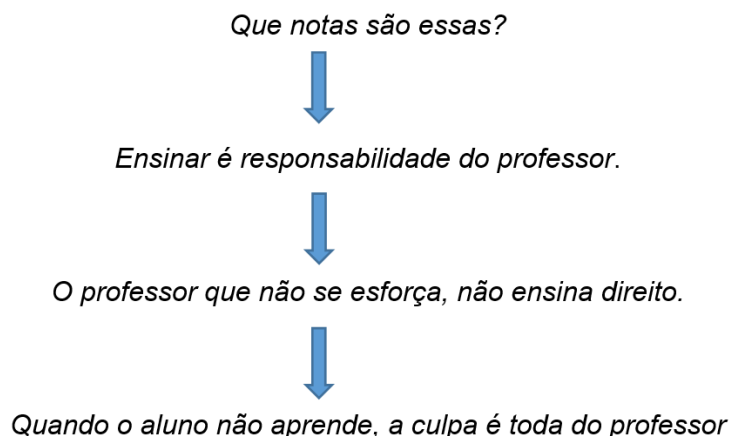 Que notas são essas?
Ensinar é responsabilidade do professor.
O professor que não se esforça, não ensina direito.
Quando o aluno não aprende, a culpa é toda do professor